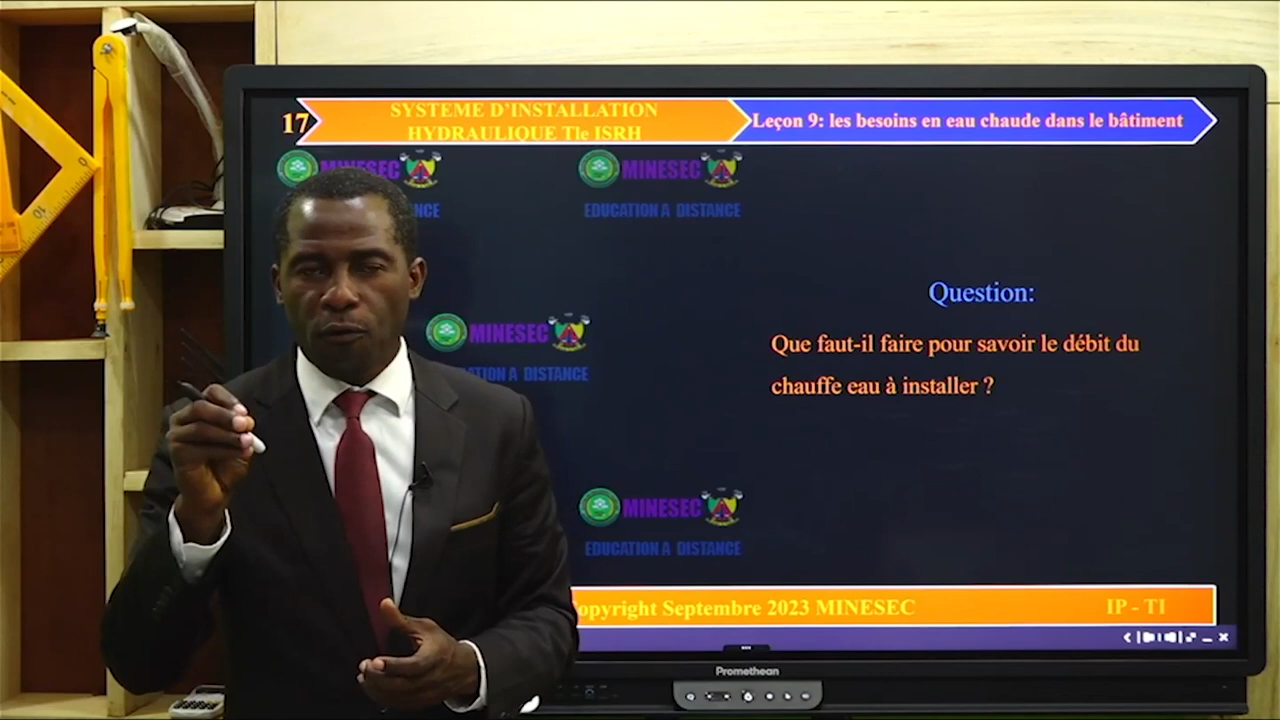 17
SYSTEME D'INSTALLATION
HYDRAULIQUE Tle ISRH
Leçon 9: les besoins en eau chaude dans le bâtiment
MINESEC
MINESEC
EDUCATION A DISTANCE
Question:
Que faut-il faire pour savoir le débit du
chauffe eau à installer ?
MINESEC
DISTANCE
MINESEC
EDUCATION A DISTANCE
Septembre 2023 MINESEC
IP - TI
Promethean